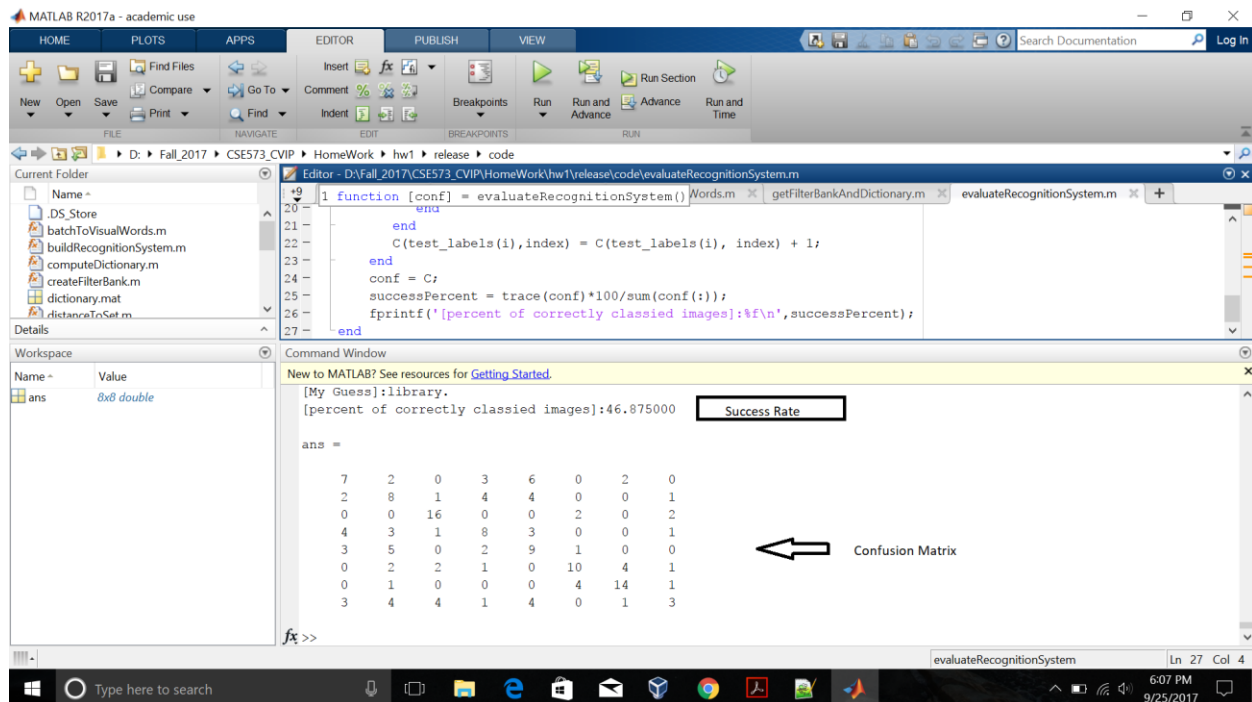 MATLAB R2017a - academic use
HOME PLOTS APPS EDITOR PUBLISH VIEW Search Documentation Log In
Find Files Insert fx
New Open Save Compare Go To Comment Breakpoints Run Run and Advance Run Section Advance Run and Time
Print Find Indent
FILE NAVIGATE EDIT BREAKPOINTS RUN
D: Fall_2017 CSE573_CVIP HomeWork hw1 release code
Current Folder
Name
.DS_Store
batchToVisualWords.m
buildRecognitionSystem.m
computeDictionary.m
createFilterBank.m
dictionary.mat
distanceToSet.m
Details
Workspace
Name Value
ans 8x8 double
Editor - D:\Fall_2017\CSE573_CVIP\HomeWork\hw1\release\code\evaluateRecognitionSystem.m
+9 1 function [conf] = evaluateRecognitionSystem() Words.m getFilterBankAndDictionary.m evaluateRecognitionSystem.m +
20 end
21 end
22 C(test_labels(i),index) = C(test_labels(i), index) + 1;
23 end
24 conf = C;
25 successPercent = trace(conf)*100/sum(conf(:));
26 fprintf('[percent of correctly classied images]:%f\n',successPercent);
27 end
Command Window
New to MATLAB? See resources for Getting Started.
[My Guess]:library.
[percent of correctly classied images]:46.875000 Success Rate
ans =
7 2 0 3 6 0 2 0
2 8 1 4 4 0 0 1
0 0 16 0 0 2 0 2
4 3 1 8 3 0 0 1
3 5 0 2 9 1 0 0
0 2 2 1 0 10 4 1
0 1 0 0 0 4 14 1
3 4 4 1 4 0 1 3
Confusion Matrix
fx >>
evaluateRecognitionSystem Ln 27 Col 4
Type here to search
6:07 PM
9/25/2017